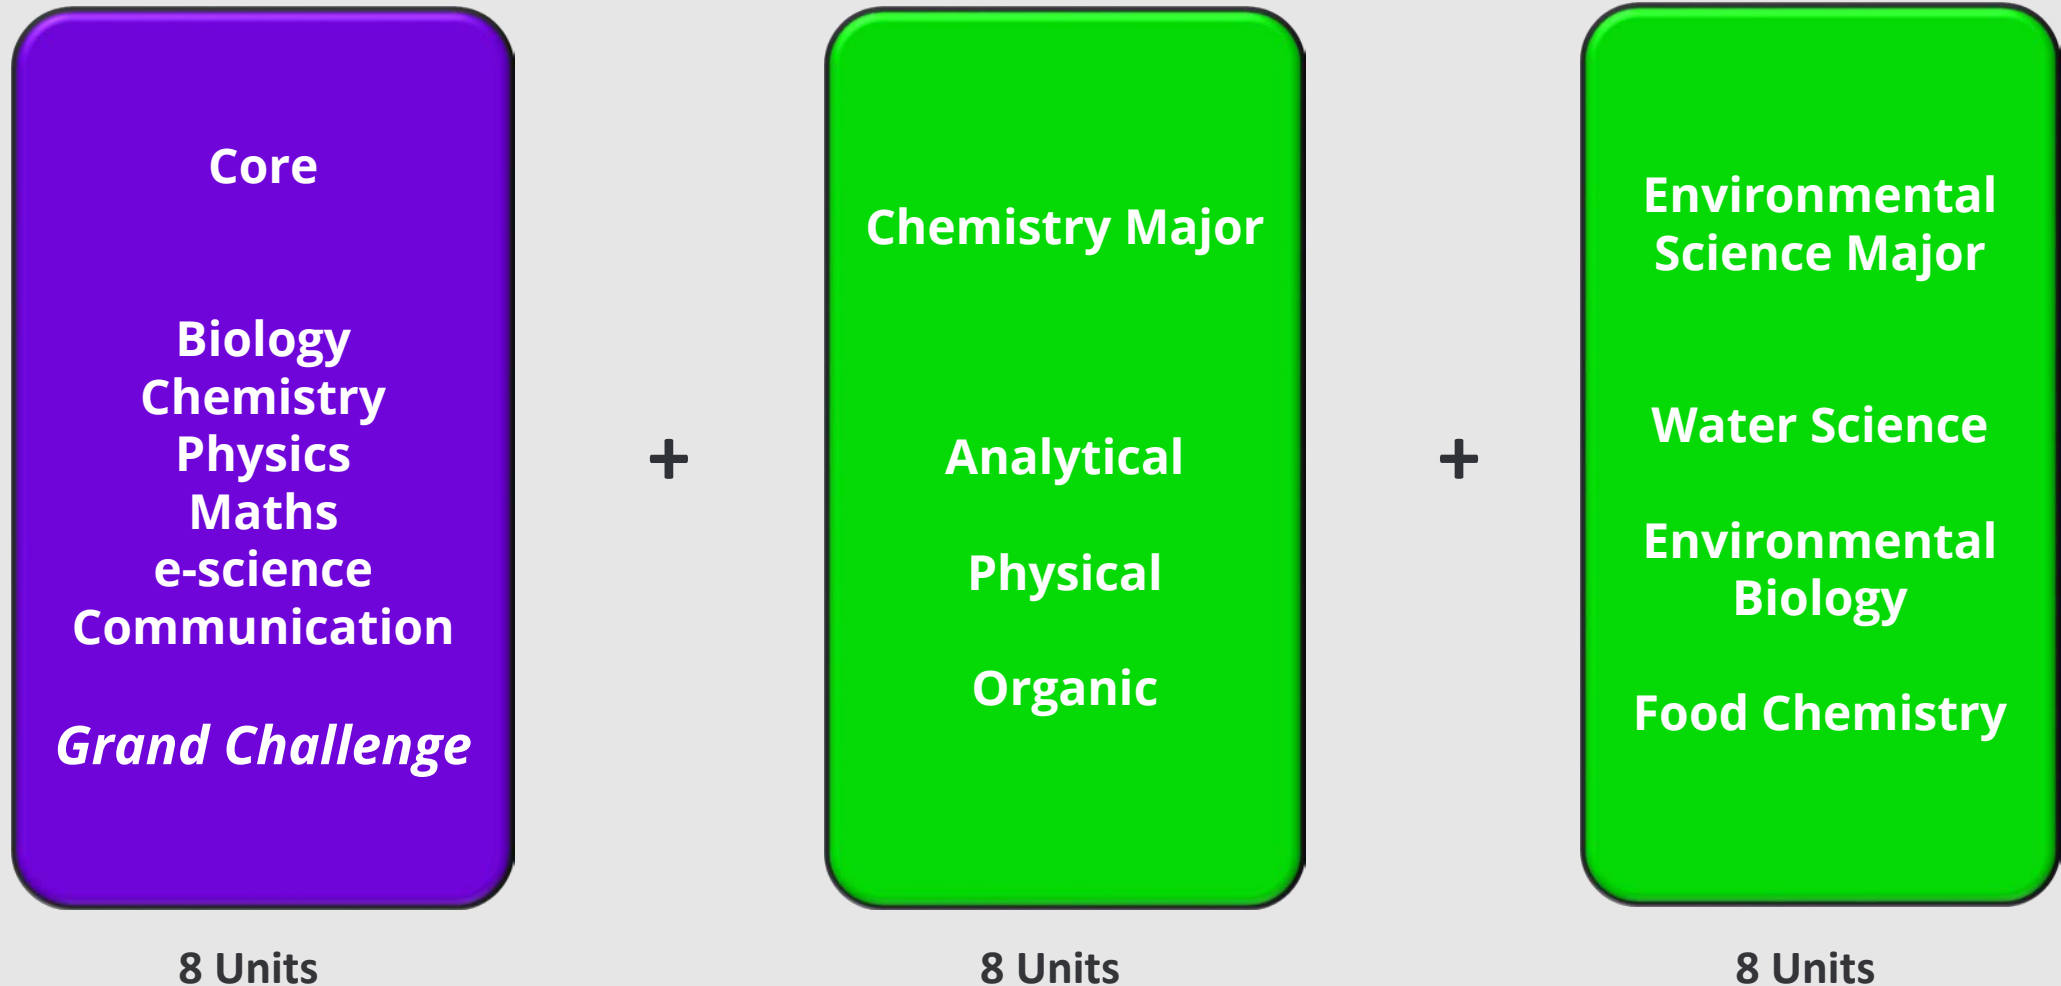 Core
Biology
Chemistry
Physics
Maths
e-science
Communication
Grand Challenge
8 Units
+
Chemistry Major
Analytical
Physical
Organic
8 Units
+
Environmental
Science Major
Water Science
Environmental
Biology
Food Chemistry
8 Units